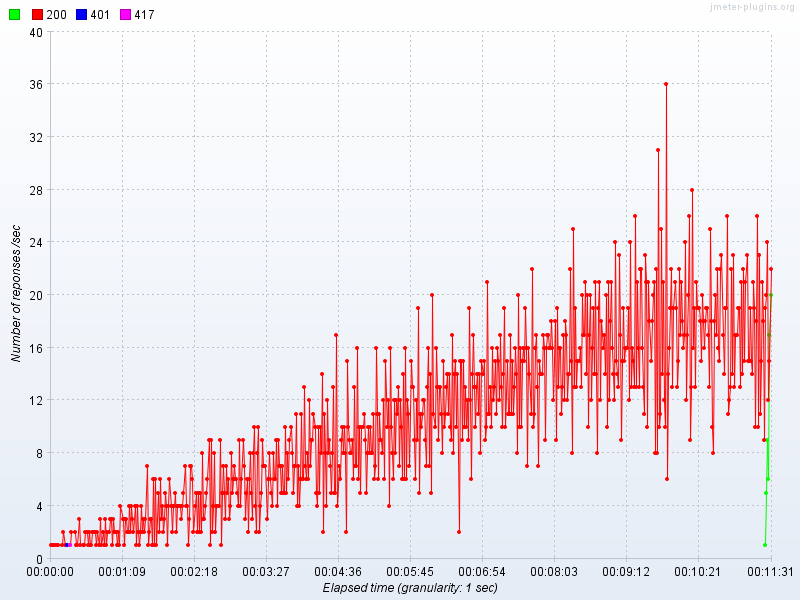 jmeter-plugins.org
200 401 417
40
36
32
28
24
20
16
12
8
4
0
Number of reponses /sec
00:00:00 00:01:09 00:02:18 00:03:27 00:04:36 00:05:45 00:06:54 00:08:03 00:09:12 00:10:21 00:11:31
Elapsed time (granularity: 1 sec)